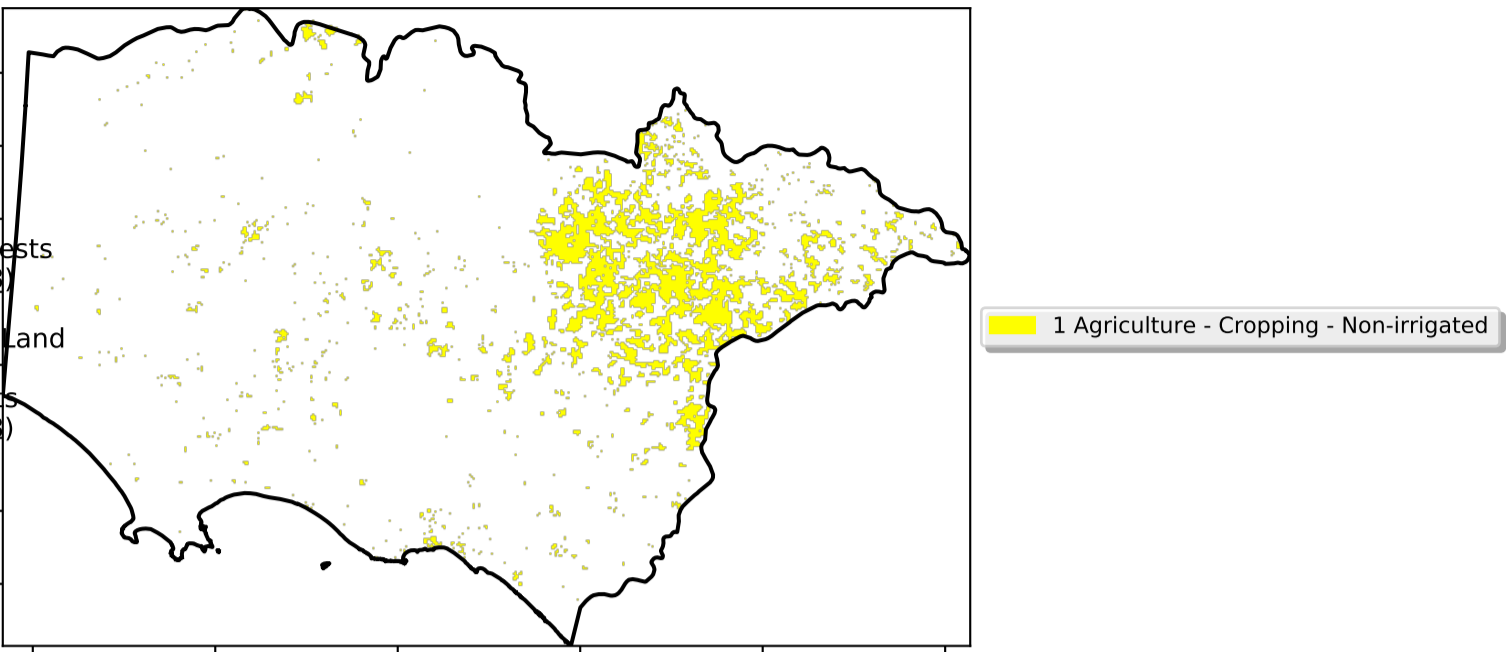 ests
)
Land
s
)
1 Agriculture - Cropping - Non-irrigated